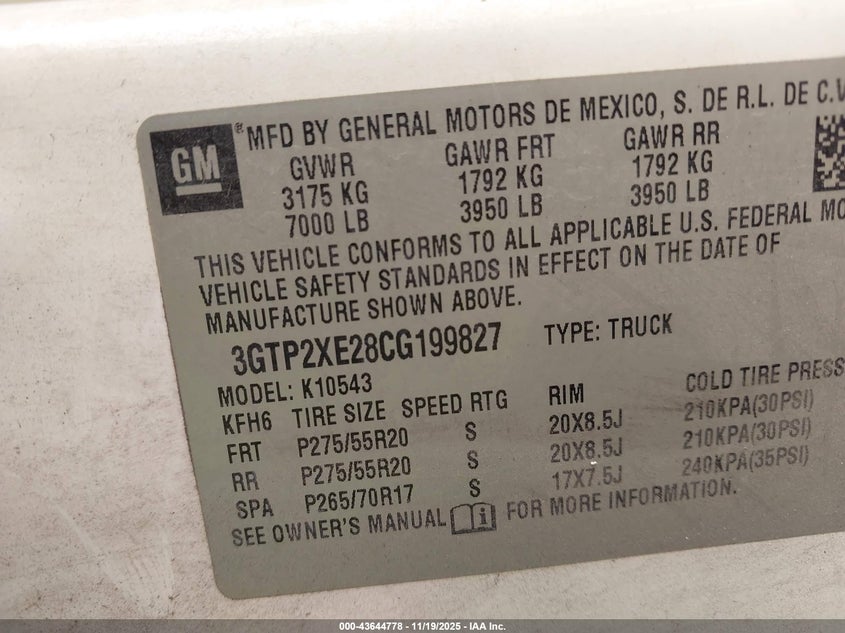 GM
® MFD BY GENERAL MOTORS DE MEXICO, S. DE R.L. DE C.V
GVWR GAWR FRT GAWR RR
3175 KG 1792 KG 1792 KG
7000 LB 3950 LB 3950 LB
THIS VEHICLE CONFORMS TO ALL APPLICABLE U.S. FEDERAL MO
VEHICLE SAFETY STANDARDS IN EFFECT ON THE DATE OF
MANUFACTURE SHOWN ABOVE.
3GTP2XE28CG199827 TYPE: TRUCK
MODEL: K10543
KFH6 TIRE SIZE SPEED RTG RIM COLD TIRE PRESS
FRT P275/55R20 S 20X8.5J 210KPA(30PSI)
RR P275/55R20 S 20X8.5J 210KPA(30PSI)
SPA P265/70R17 S 17X7.5J 240KPA(35PSI)
SEE OWNER'S MANUAL i FOR MORE INFORMATION.
000-43644778 - 11/19/2025 - IAA Inc.